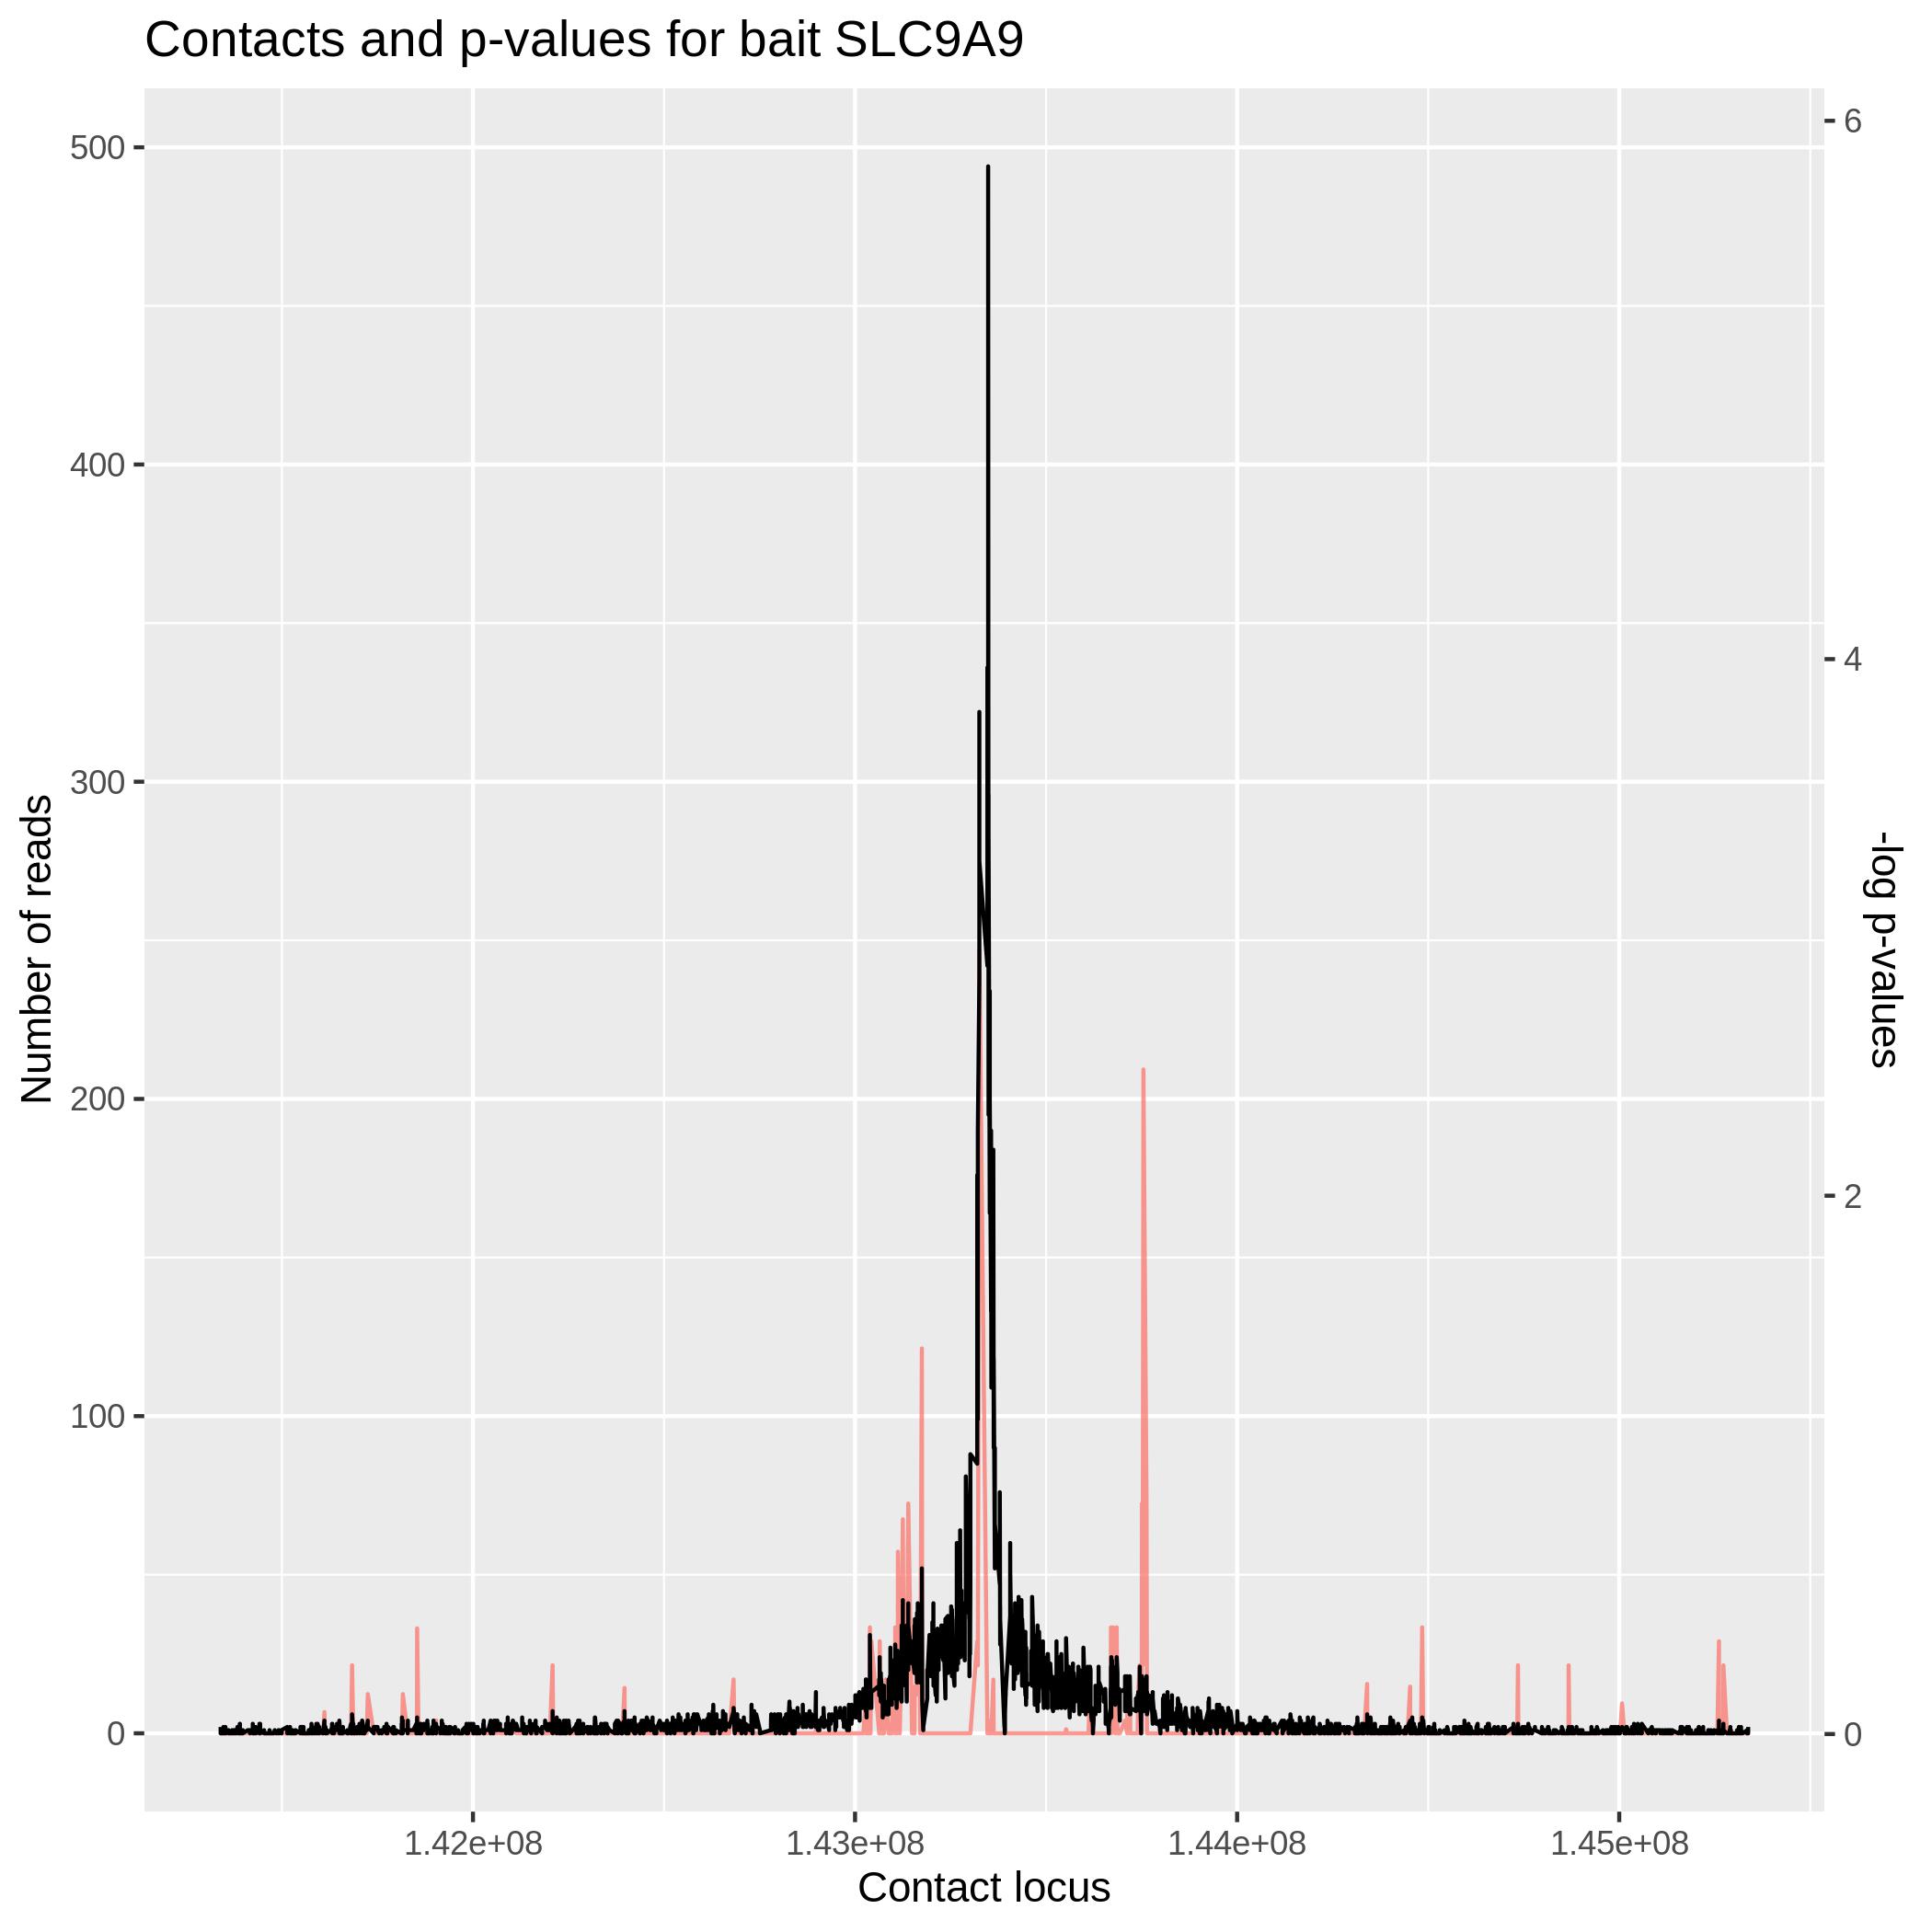 Contacts and p-values for bait SLC9A9
500
400
300
200
100
0
Number of reads
6
4
2
0
-log p-values
1.42e+08
1.43e+08
1.44e+08
1.45e+08
Contact locus